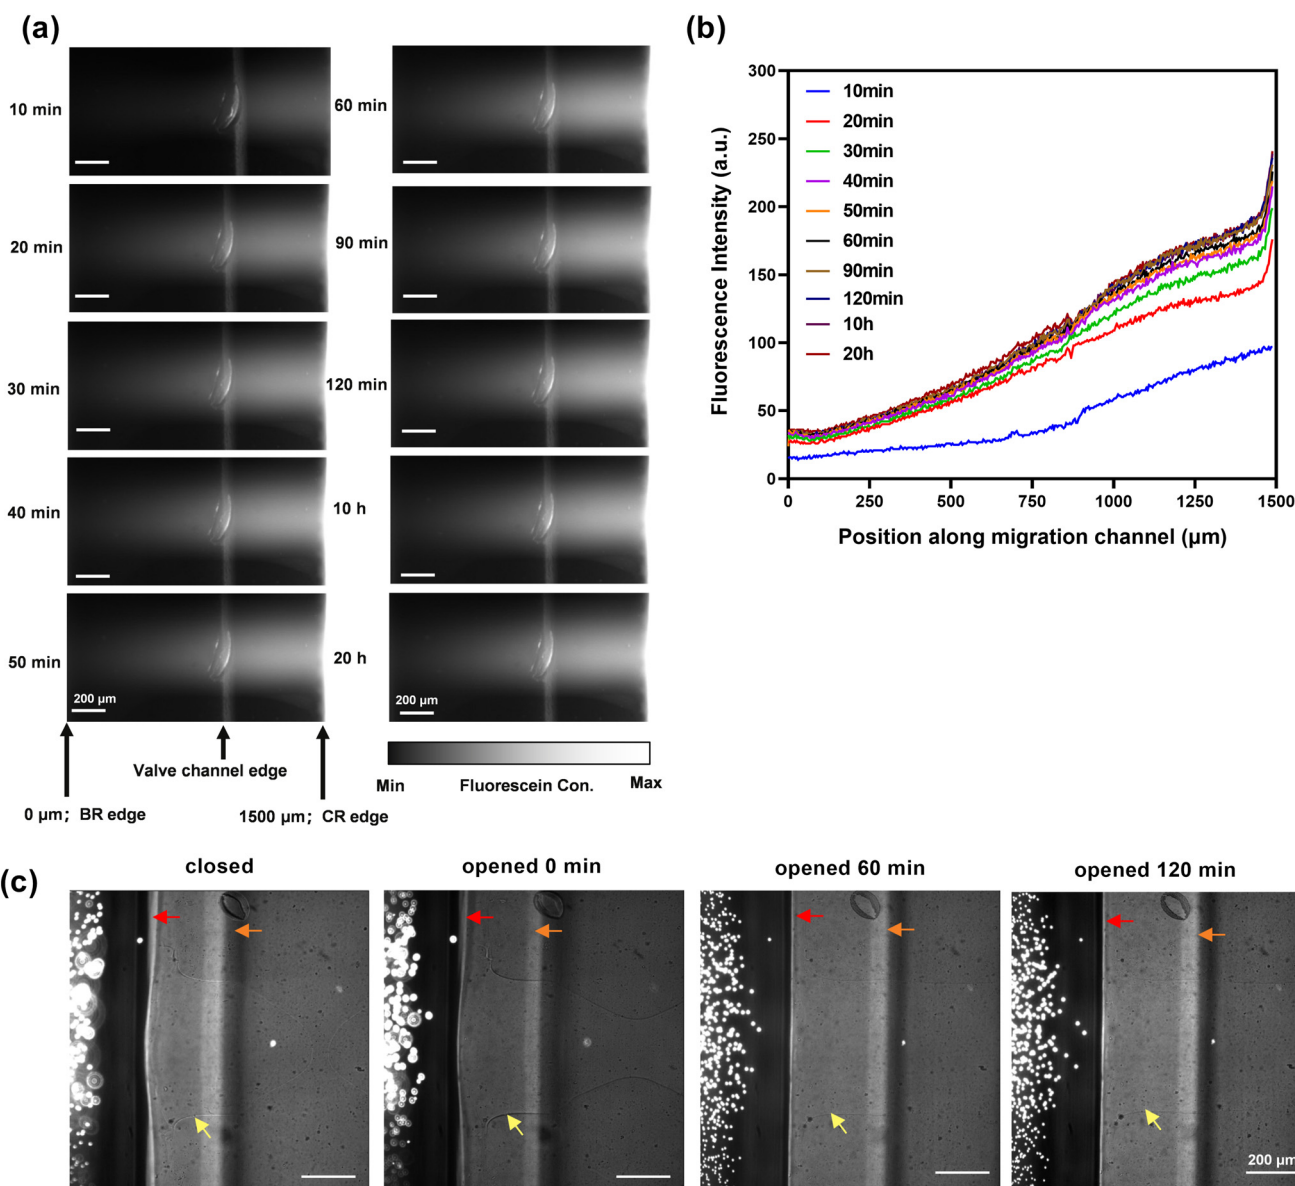 (a)
10 min
20 min
30 min
40 min
50 min
200 µm
60 min
90 min
120 min
10 h
20 h
200 µm
Valve channel edge
0 µm; BR edge
1500 µm; CR edge
Min
Fluorescein Con.
Max
(b)
Fluorescence Intensity (a.u.)
300
250
200
150
100
50
0
10min
20min
30min
40min
50min
60min
90min
120min
10h
20h
0
250
500
750
1000
1250
1500
Position along migration channel (µm)
(c)
closed
opened 0 min
opened 60 min
opened 120 min
200 µm